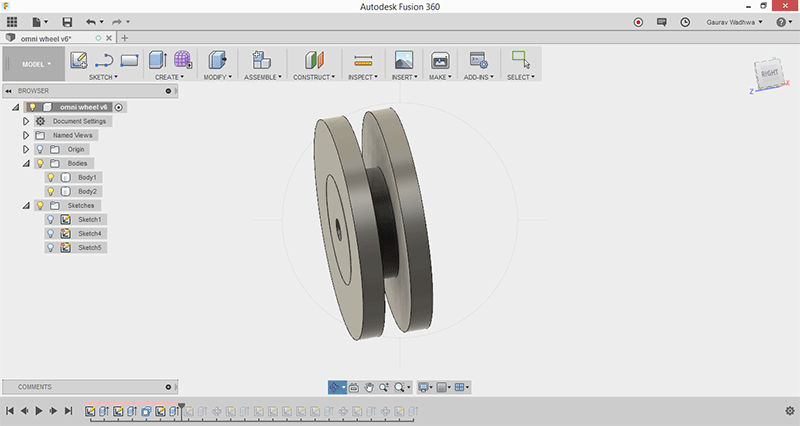 F
Autodesk Fusion 360
Gaurav Wadhwa
omni wheel v6*
MODEL
SKETCH
CREATE
MODIFY
ASSEMBLE
CONSTRUCT
INSPECT
INSERT
MAKE
ADD-INS
SELECT
BROWSER
RIGHT
Z
X
omni wheel v6
Document Settings
Named Views
Origin
Bodies
Body1
Body2
Sketches
Sketch1
Sketch4
Sketch5
COMMENTS